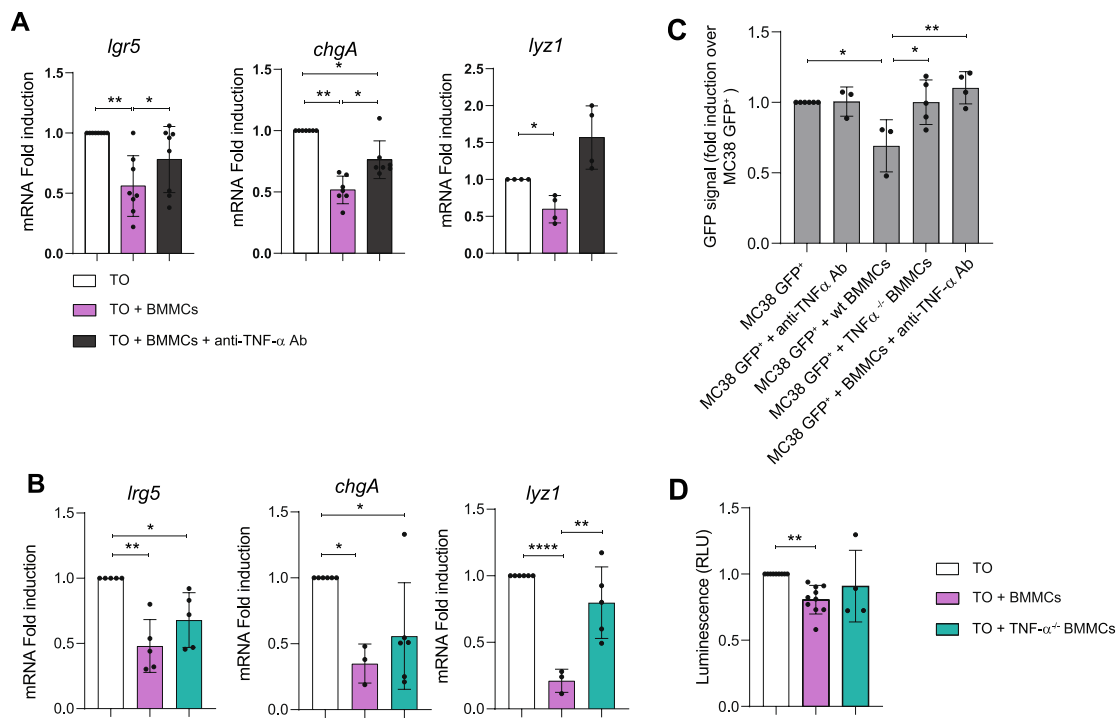 A
lgr5
mRNA Fold induction
1.5
1.0
0.5
0.0
**
*
chgA
mRNA Fold induction
1.5
1.0
0.5
0.0
*
**
*
lyz1
mRNA Fold induction
2.5
2.0
1.5
1.0
0.5
0.0
*
TO
TO + BMMCs
TO + BMMCs + anti-TNF-α Ab
C
GFP signal (fold induction over
MC38 GFP⁺ )
1.5
1.0
0.5
0.0
*
*
**
MC38 GFP⁺
MC38 GFP⁺ + anti-TNFα Ab
MC38 GFP⁺ + wt BMMCs
MC38 GFP⁺ + TNFα⁻/⁻ BMMCs
MC38 GFP⁺ + BMMCs + anti-TNF-α Ab
B
lrg5
mRNA Fold induction
1.5
1.0
0.5
0.0
*
**
chgA
mRNA Fold induction
1.5
1.0
0.5
0.0
*
*
lyz1
mRNA Fold induction
1.5
1.0
0.5
0.0
**
****
D
Luminescence (RLU)
1.5
1.0
0.5
0.0
**
TO
TO + BMMCs
TO + TNF-α⁻/⁻ BMMCs